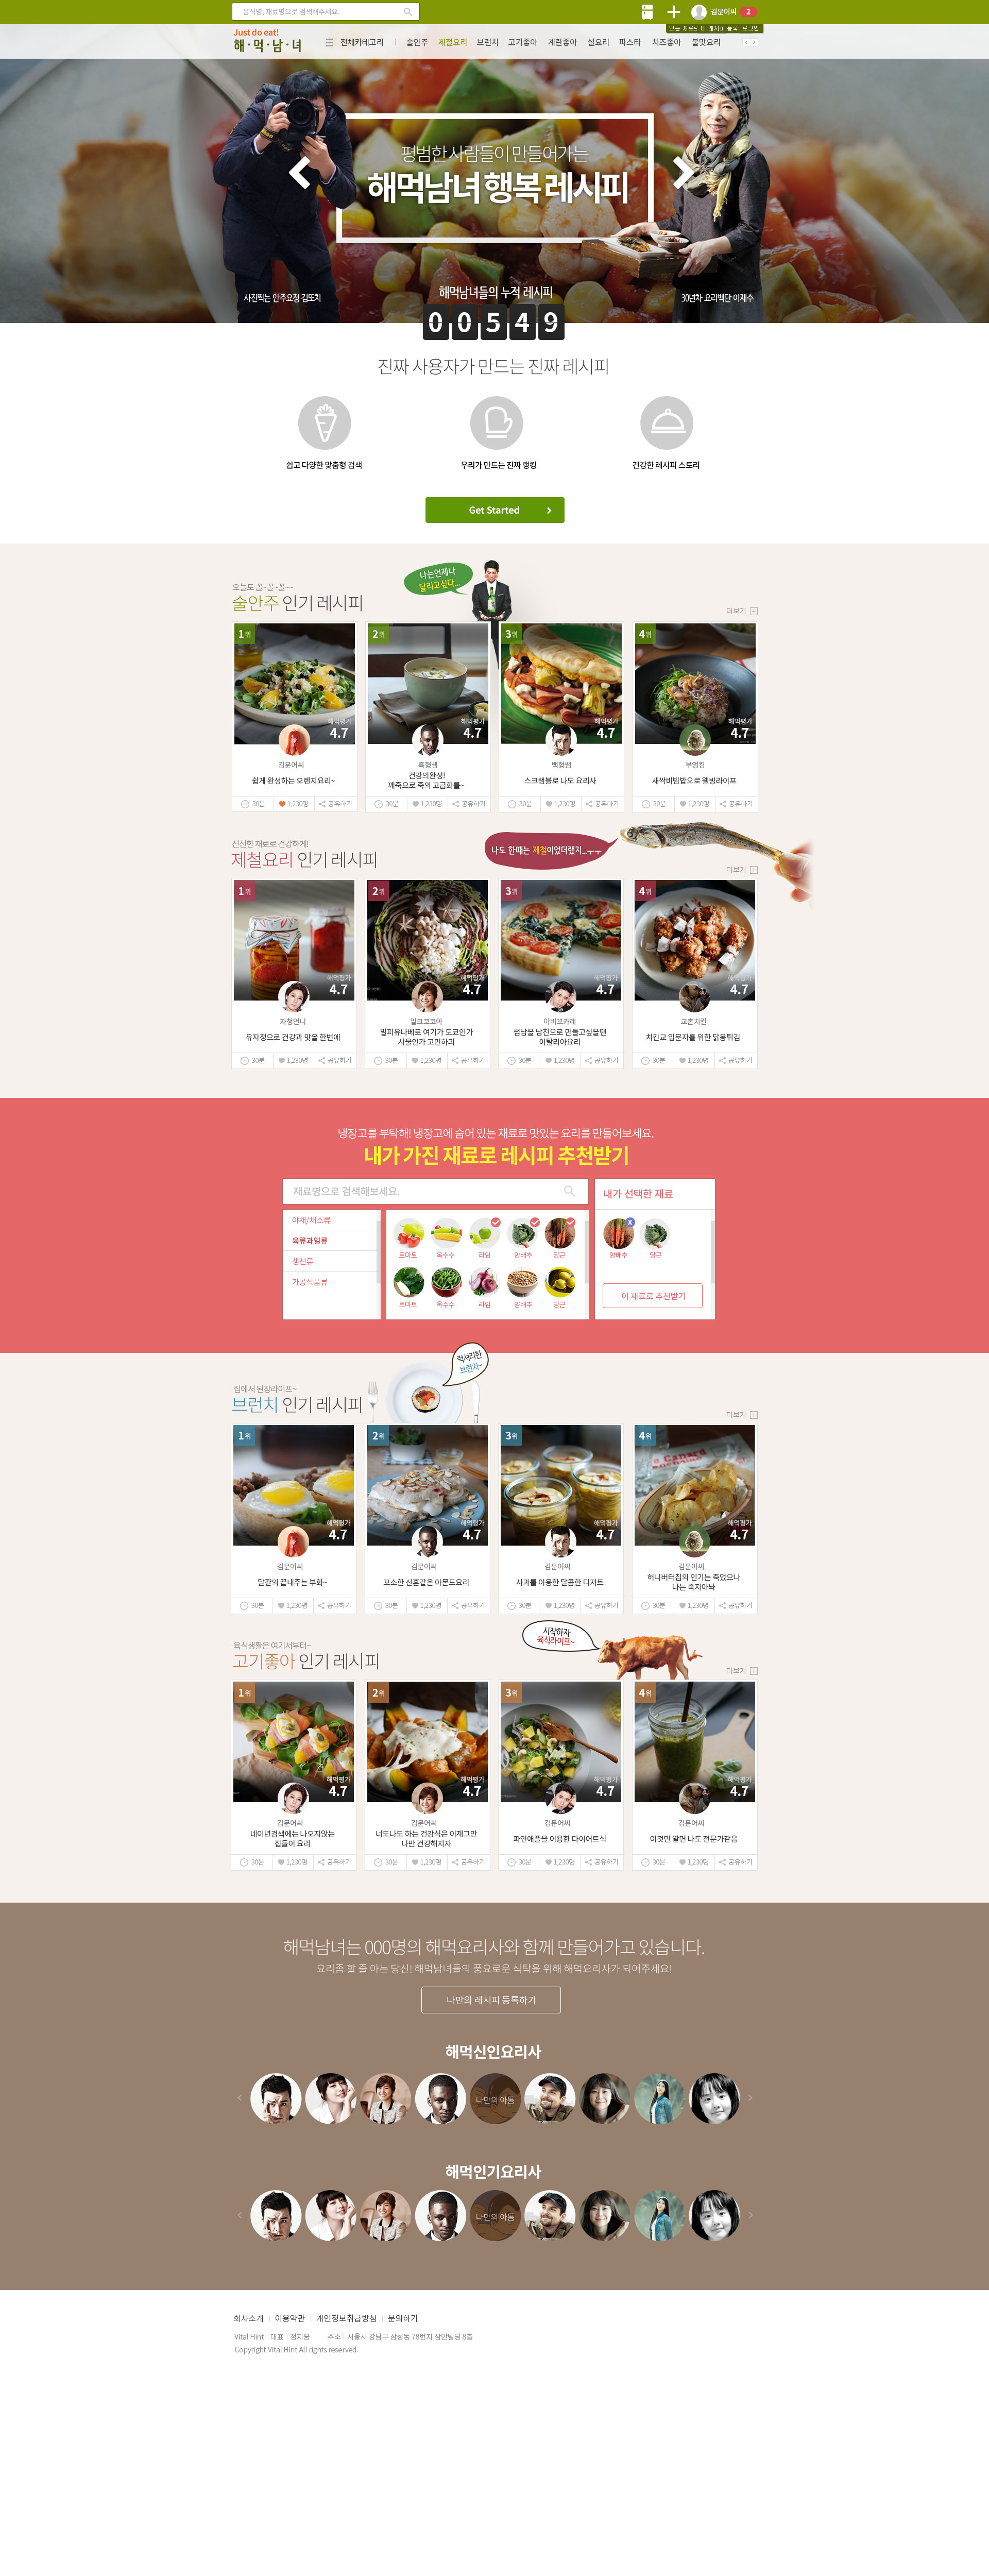 음식명, 재료명으로 검색해주세요.
김문어씨
2
있는 재료들 내 레시피 등록 로그인
Just do eat!
해·먹·남·녀
전체카테고리
술안주
제철요리
브런치
고기좋아
계란좋아
설요리
파스타
치즈좋아
불맛요리
평범한 사람들이 만들어가는
해먹남녀 행복 레시피
사진찍는 안주요정 김또치
해먹남녀들의 누적 레시피
30년차 요리백단 이재수
00549
진짜 사용자가 만드는 진짜 레시피
쉽고 다양한 맞춤형 검색
우리가 만드는 진짜 랭킹
건강한 레시피 스토리
Get Started
나는언제나
달리고싶다...
오늘도 꼴~꼴~꼴~~
술안주 인기 레시피
더보기
1위
해먹평가
4.7
김문어씨
쉽게 완성하는 오렌지요리~
30분
1,230명
공유하기
2위
해먹평가
4.7
흑형쌤
건강의완성!
깨죽으로 죽의 고급화를~
30분
1,230명
공유하기
3위
해먹평가
4.7
백형쌤
스크램블로 나도 요리사
30분
1,230명
공유하기
4위
해먹평가
4.7
부엉킴
새싹비빔밥으로 웰빙라이프
30분
1,230명
공유하기
신선한 재료로 건강하게!
제철요리 인기 레시피
나도 한때는 제철이었더랬지...ㅜㅜ
더보기
1위
해먹평가
4.7
자청언니
유자청으로 건강과 맛을 한번에
30분
1,230명
공유하기
2위
해먹평가
4.7
밀크코코아
밀피유나베로 여기가 도쿄인가
서울인가 고민하긔
30분
1,230명
공유하기
3위
해먹평가
4.7
아비꼬카레
썸남을 남친으로 만들고싶을땐
이탈리아요리
30분
1,230명
공유하기
4위
4.7
교촌치킨
치킨교 입문자를 위한 닭봉튀김
30분
1,230명
공유하기
냉장고를 부탁해! 냉장고에 숨어 있는 재료로 맛있는 요리를 만들어보세요.
내가 가진 재료로 레시피 추천받기
재료명으로 검색해보세요.
야채/채소류
육류과일류
생선류
가공식품류
토마토
옥수수
라임
양배추
당근
토마토
옥수수
라임
양배추
당근
내가 선택한 재료
양배추
당근
이 재료로 추천받기
럭셔리한
브런치~
집에서 된장라이프~
브런치 인기 레시피
더보기
1위
해먹평가
4.7
김문어씨
달걀의 끝내주는 부화~
30분
1,230명
공유하기
2위
해먹평가
4.7
김문어씨
꼬소한 신혼같은 아몬드요리
30분
1,230명
공유하기
3위
해먹평가
4.7
김문어씨
사과를 이용한 달콤한 디저트
30분
1,230명
공유하기
4위
해먹평가
4.7
김문어씨
허니버터칩의 인기는 죽었으나
나는 죽지아놔
30분
1,230명
공유하기
시작하자
육식라이프~
육식생활은 여기서부터~
고기좋아 인기 레시피
더보기
1위
해먹평가
4.7
김문어씨
네이년검색에는 나오지않는
집들이 요리
30분
1,230명
공유하기
2위
해먹평가
4.7
김문어씨
너도나도 하는 건강식은 이제그만
나만 건강해지자
30분
1,230명
공유하기
3위
해먹평가
4.7
김문어씨
파인애플을 이용한 다이어트식
30분
1,230명
공유하기
4위
해먹평가
4.7
김문어씨
이것만 알면 나도 전문가같음
30분
1,230명
공유하기
해먹남녀는 000명의 해먹요리사와 함께 만들어가고 있습니다.
요리좀 할 줄 아는 당신! 해먹남녀들의 풍요로운 식탁을 위해 해먹요리사가 되어주세요!
나만의 레시피 등록하기
해먹신인요리사
나만의 아톰
해먹인기요리사
나만의 아톰
회사소개
이용약관
개인정보취급방침
문의하기
Vital Hint 대표 : 정지웅 주소 : 서울시 강남구 삼성동 78번지 삼안빌딩 8층
Copyright Vital Hint All rights reserved.